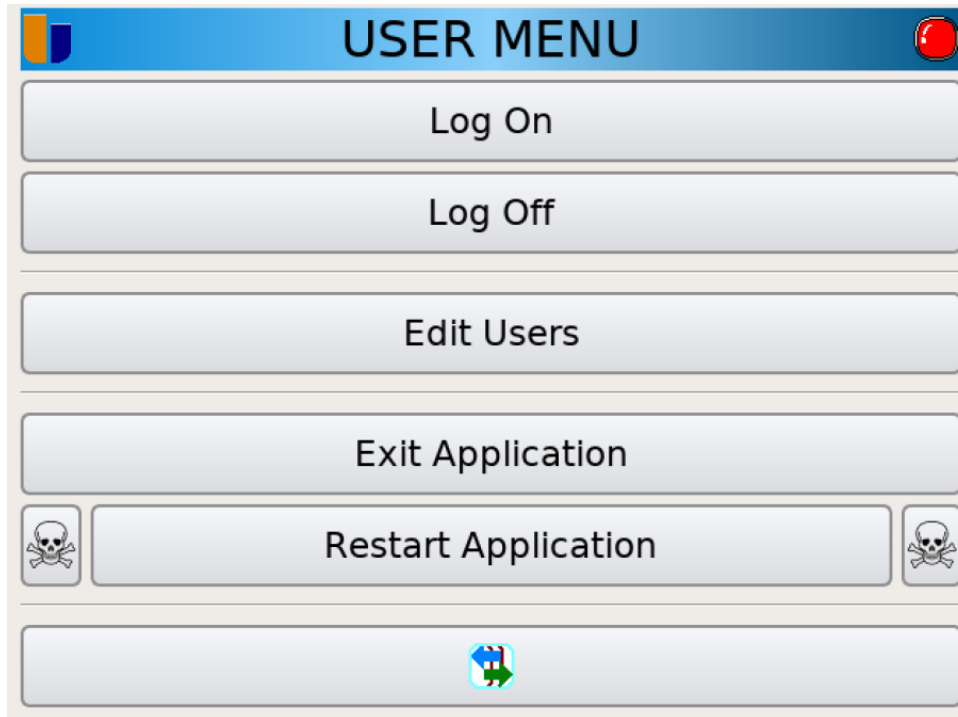 USER MENU
Log On
Log Off
Edit Users
Exit Application
Restart Application